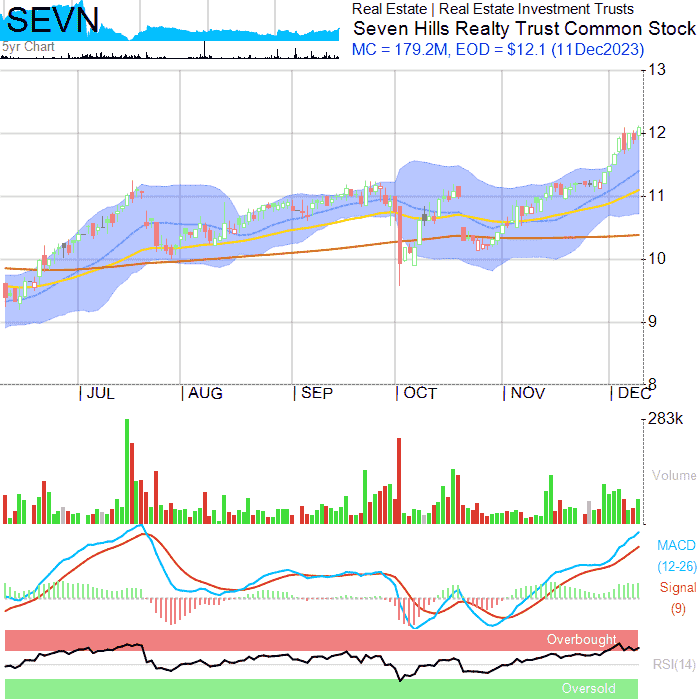 SEVN
5yr Chart
Real Estate | Real Estate Investment Trusts
Seven Hills Realty Trust Common Stock
MC = 179.2M, EOD = $12.1 (11Dec2023)
13
12
11
10
9
8
JUL
AUG
SEP
OCT
NOV
DEC
283k
Volume
MACD
(12-26)
Signal
(9)
Overbought
RSI(14)
Oversold